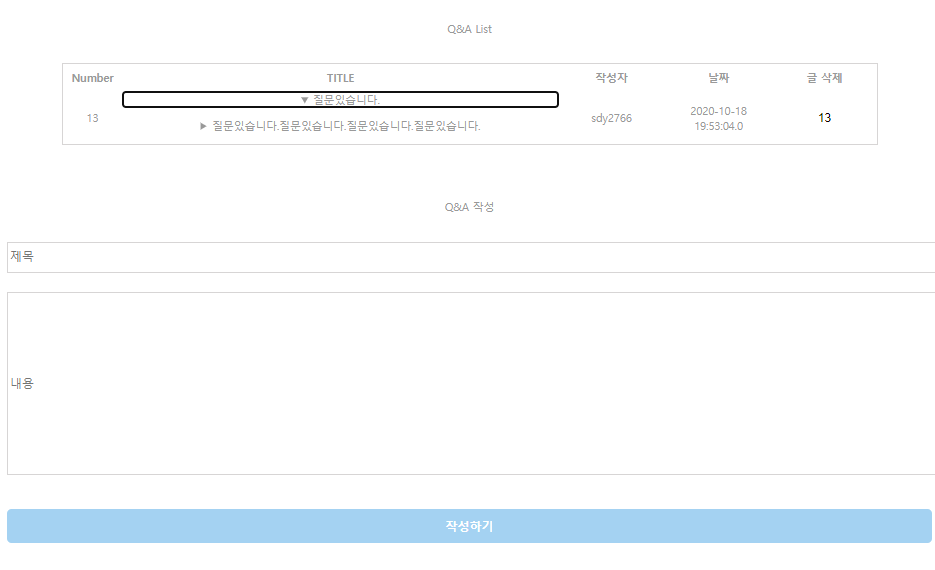 Q&A List
Number TITLE 작성자 날짜 글 삭제
▼ 질문있습니다.
13 ▶ 질문있습니다.질문있습니다.질문있습니다.질문있습니다. sdy2766 2020-10-18 13
19:53:04.0
Q&A 작성
제목
내용
작성하기